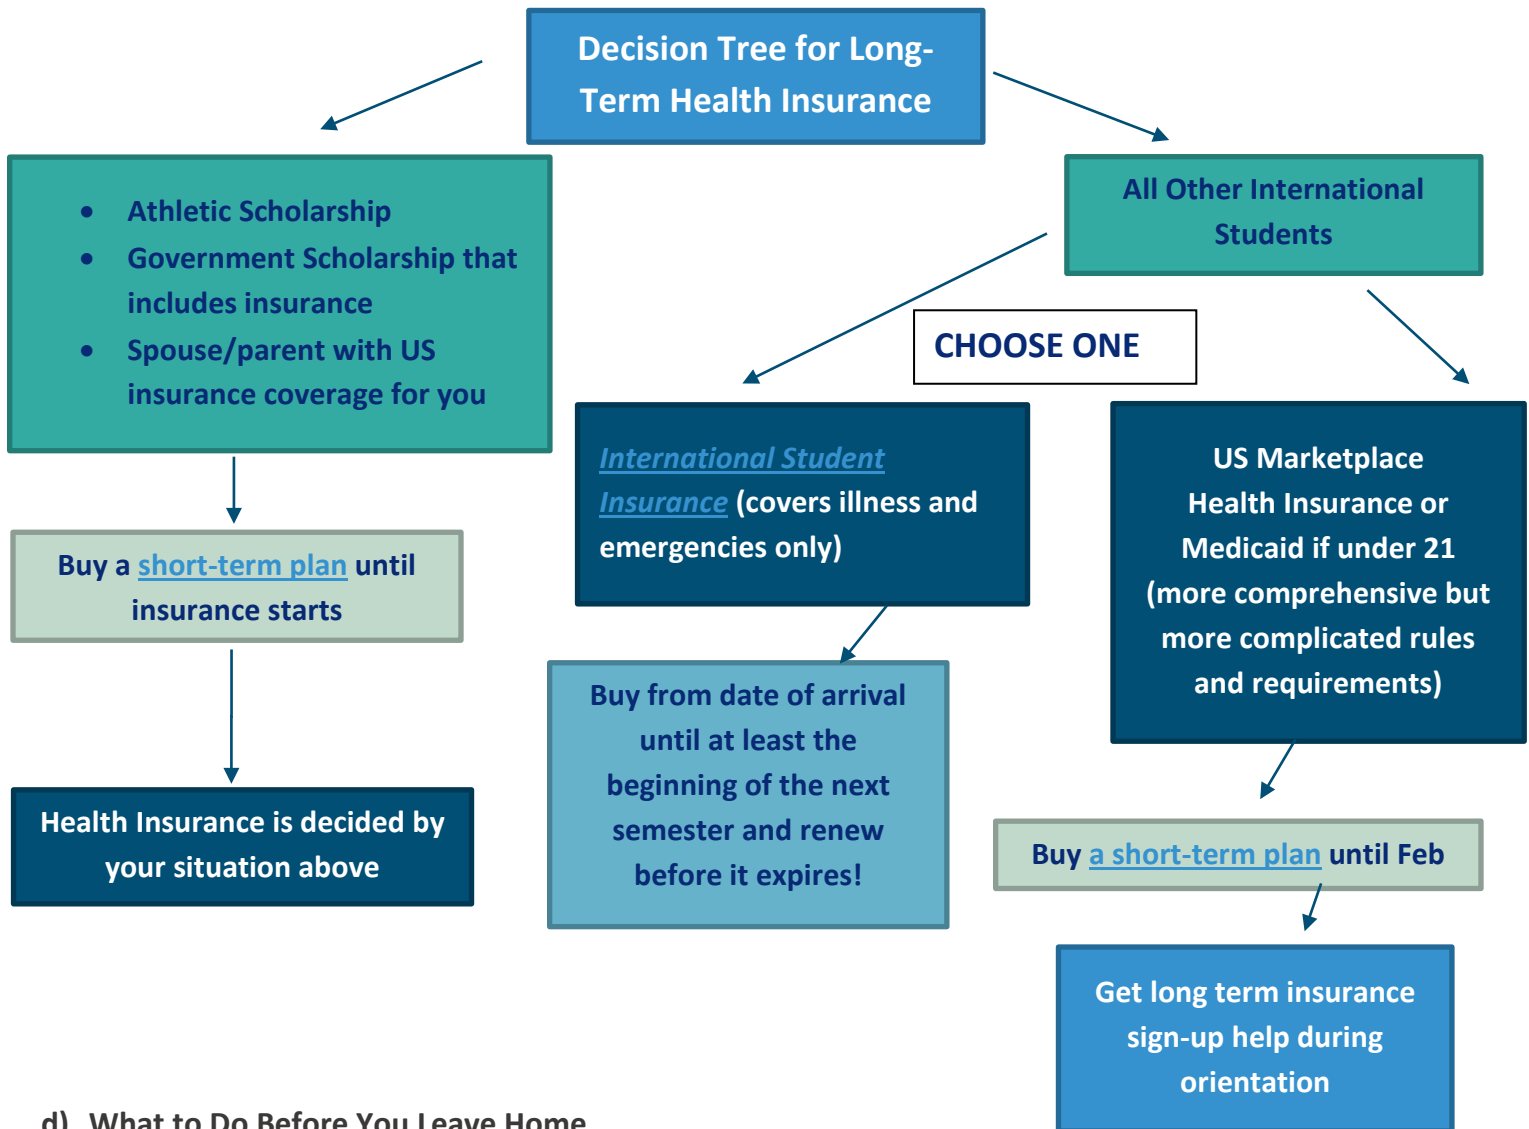 Decision Tree for Long-
Term Health Insurance
• Athletic Scholarship
• Government Scholarship that
includes insurance
• Spouse/parent with US
insurance coverage for you
All Other International
Students
CHOOSE ONE
Buy a short-term plan until
insurance starts
Health Insurance is decided by
your situation above
International Student
Insurance (covers illness and
emergencies only)
Buy from date of arrival
until at least the
beginning of the next
semester and renew
before it expires!
US Marketplace
Health Insurance or
Medicaid if under 21
(more comprehensive but
more complicated rules
and requirements)
Buy a short-term plan until Feb
Get long term insurance
sign-up help during
orientation
d) What to Do Before You Leave Home